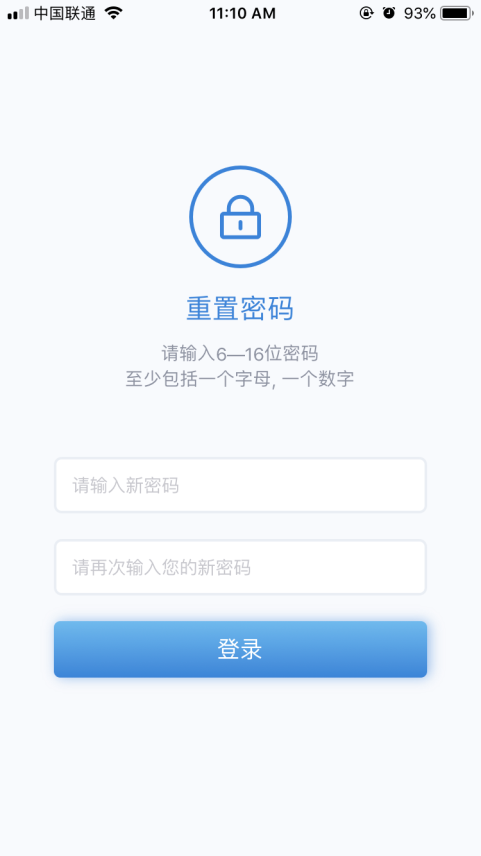 中国联通
11:10 AM
93%
重置密码
请输入6—16位密码
至少包括一个字母, 一个数字
请输入新密码
请再次输入您的新密码
登录